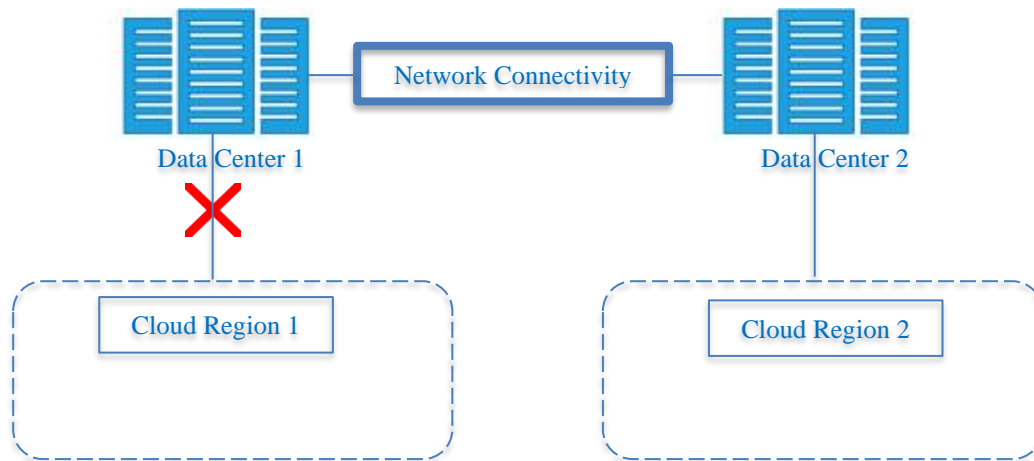 Network Connectivity
Data Center 1
Data Center 2
Cloud Region 1
Cloud Region 2